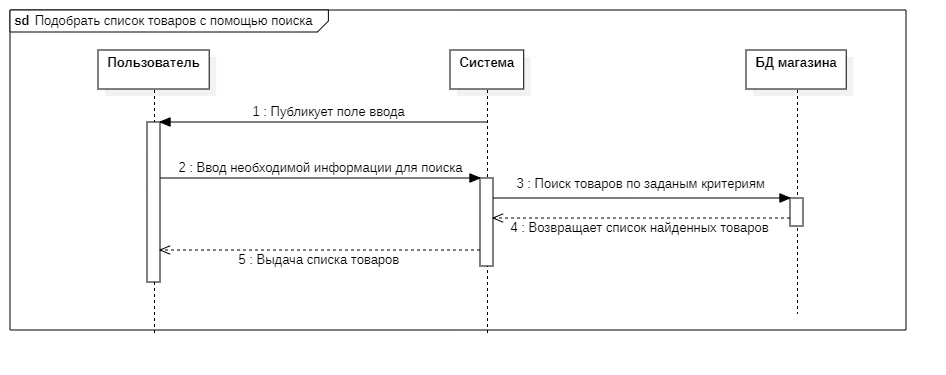 sd Подобрать список товаров с помощью поиска
Пользователь
Система
БД магазина
1 : Публикует поле ввода
2 : Ввод необходимой информации для поиска
3 : Поиск товаров по заданым критериям
4 : Возвращает список найденных товаров
5 : Выдача списка товаров